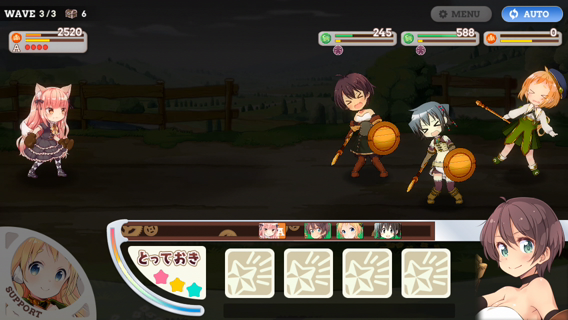 WAVE 3/3 6
MENU
AUTO
2520
A
245
588
0
A
とっておき
SUPPORT